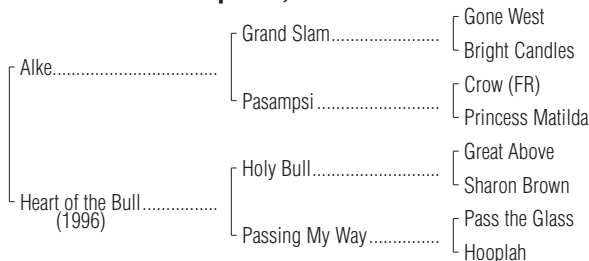 Gone West
Grand Slam..........................
Bright Candles
Alke.......................................
Crow (FR)
Pasampsi.............................
Princess Matilda
Great Above
Holy Bull..............................
Sharon Brown
Heart of the Bull..................
(1996)
Pass the Glass
Passing My Way.................
Hooplah